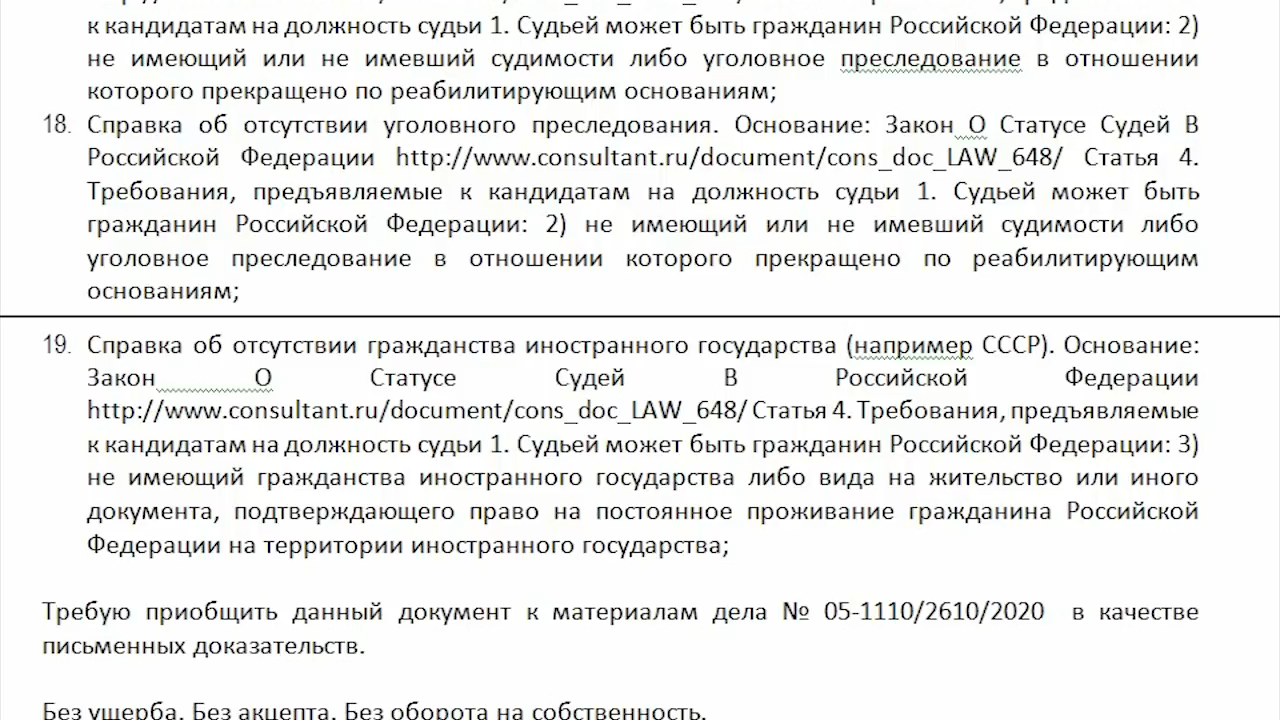 к кандидатам на должность судьи 1. Судьей может быть гражданин Российской Федерации: 2)
не имеющий или не имевший судимости либо уголовное преследование в отношении
которого прекращено по реабилитирующим основаниям;
18. Справка об отсутствии уголовного преследования. Основание: Закон О Статусе Судей В
Российской Федерации http://www.consultant.ru/document/cons_doc_LAW_648/ Статья 4.
Требования, предъявляемые к кандидатам на должность судьи 1. Судьей может быть
гражданин Российской Федерации: 2) не имеющий или не имевший судимости либо
уголовное преследование в отношении которого прекращено по реабилитирующим
основаниям;
19. Справка об отсутствии гражданства иностранного государства (например СССР). Основание:
Закон О Статусе Судей В Российской Федерации
http://www.consultant.ru/document/cons_doc_LAW_648/ Статья 4. Требования, предъявляемые
к кандидатам на должность судьи 1. Судьей может быть гражданин Российской Федерации: 3)
не имеющий гражданства иностранного государства либо вида на жительство или иного
документа, подтверждающего право на постоянное проживание гражданина Российской
Федерации на территории иностранного государства;
Требую приобщить данный документ к материалам дела № 05-1110/2610/2020 в качестве
письменных доказательств.
Без ущерба. Без акцепта. Без оборота на собственность.